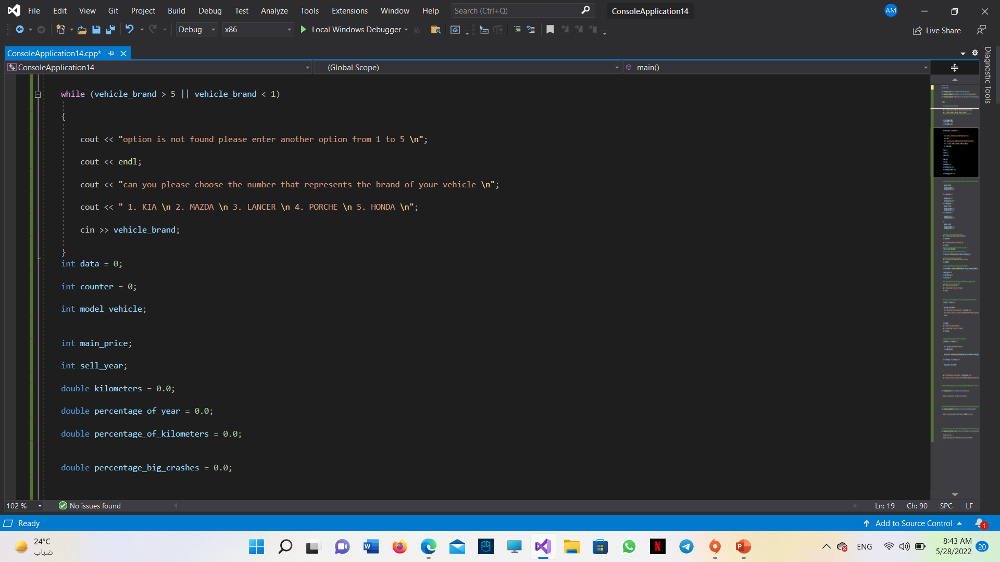 File Edit View Git Project Build Debug Test Analyze Tools Extensions Window Help Search (Ctrl+Q) ConsoleApplication14 AM
Debug x86 Local Windows Debugger Live Share
ConsoleApplication14.cpp*
ConsoleApplication14 (Global Scope) main()
Diagnostic Tools
while (vehicle_brand > 5 || vehicle_brand < 1)
{
cout << "option is not found please enter another option from 1 to 5 \n";
cout << endl;
cout << "can you please choose the number that represents the brand of your vehicle \n";
cout << " 1. KIA \n 2. MAZDA \n 3. LANCER \n 4. PORCHE \n 5. HONDA \n";
cin >> vehicle_brand;
}
int data = 0;
int counter = 0;
int model_vehicle;
int main_price;
int sell_year;
double kilometers = 0.0;
double percentage_of_year = 0.0;
double percentage_of_kilometers = 0.0;
double percentage_big_crashes = 0.0;
102 % No issues found Ln: 19 Ch: 90 SPC LF
Ready Add to Source Control 1
24°C
ضباب
ENG
8:43 AM
5/28/2022 20